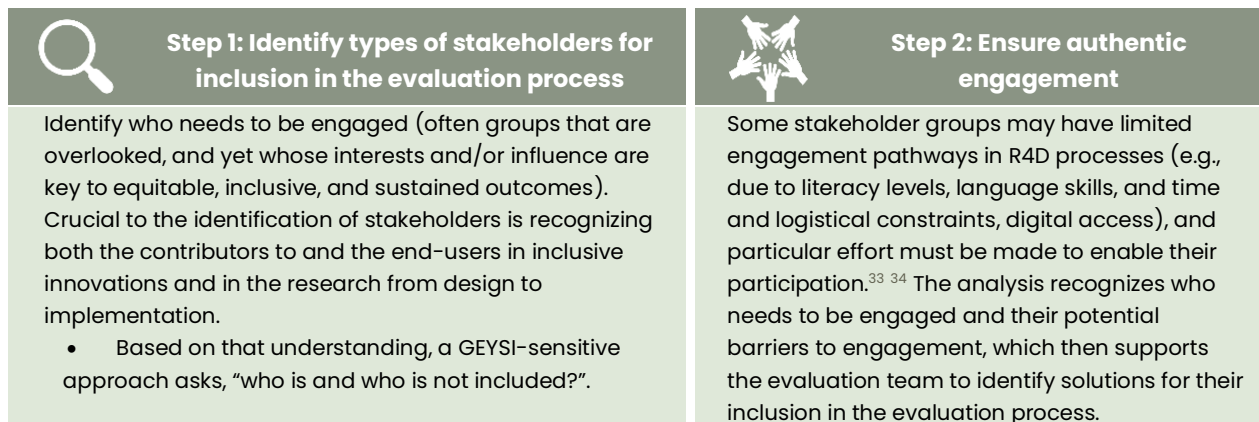 Step 1: Identify types of stakeholders for
inclusion in the evaluation process
Identify who needs to be engaged (often groups that are
overlooked, and yet whose interests and/or influence are
key to equitable, inclusive, and sustained outcomes).
Crucial to the identification of stakeholders is recognizing
both the contributors to and the end-users in inclusive
innovations and in the research from design to
implementation.
• Based on that understanding, a GEYSI-sensitive
approach asks, “who is and who is not included?”.
Step 2: Ensure authentic
engagement
Some stakeholder groups may have limited
engagement pathways in R4D processes (e.g.,
due to literacy levels, language skills, and time
and logistical constraints, digital access), and
particular effort must be made to enable their
participation.³³ ³⁴ The analysis recognizes who
needs to be engaged and their potential
barriers to engagement, which then supports
the evaluation team to identify solutions for their
inclusion in the evaluation process.